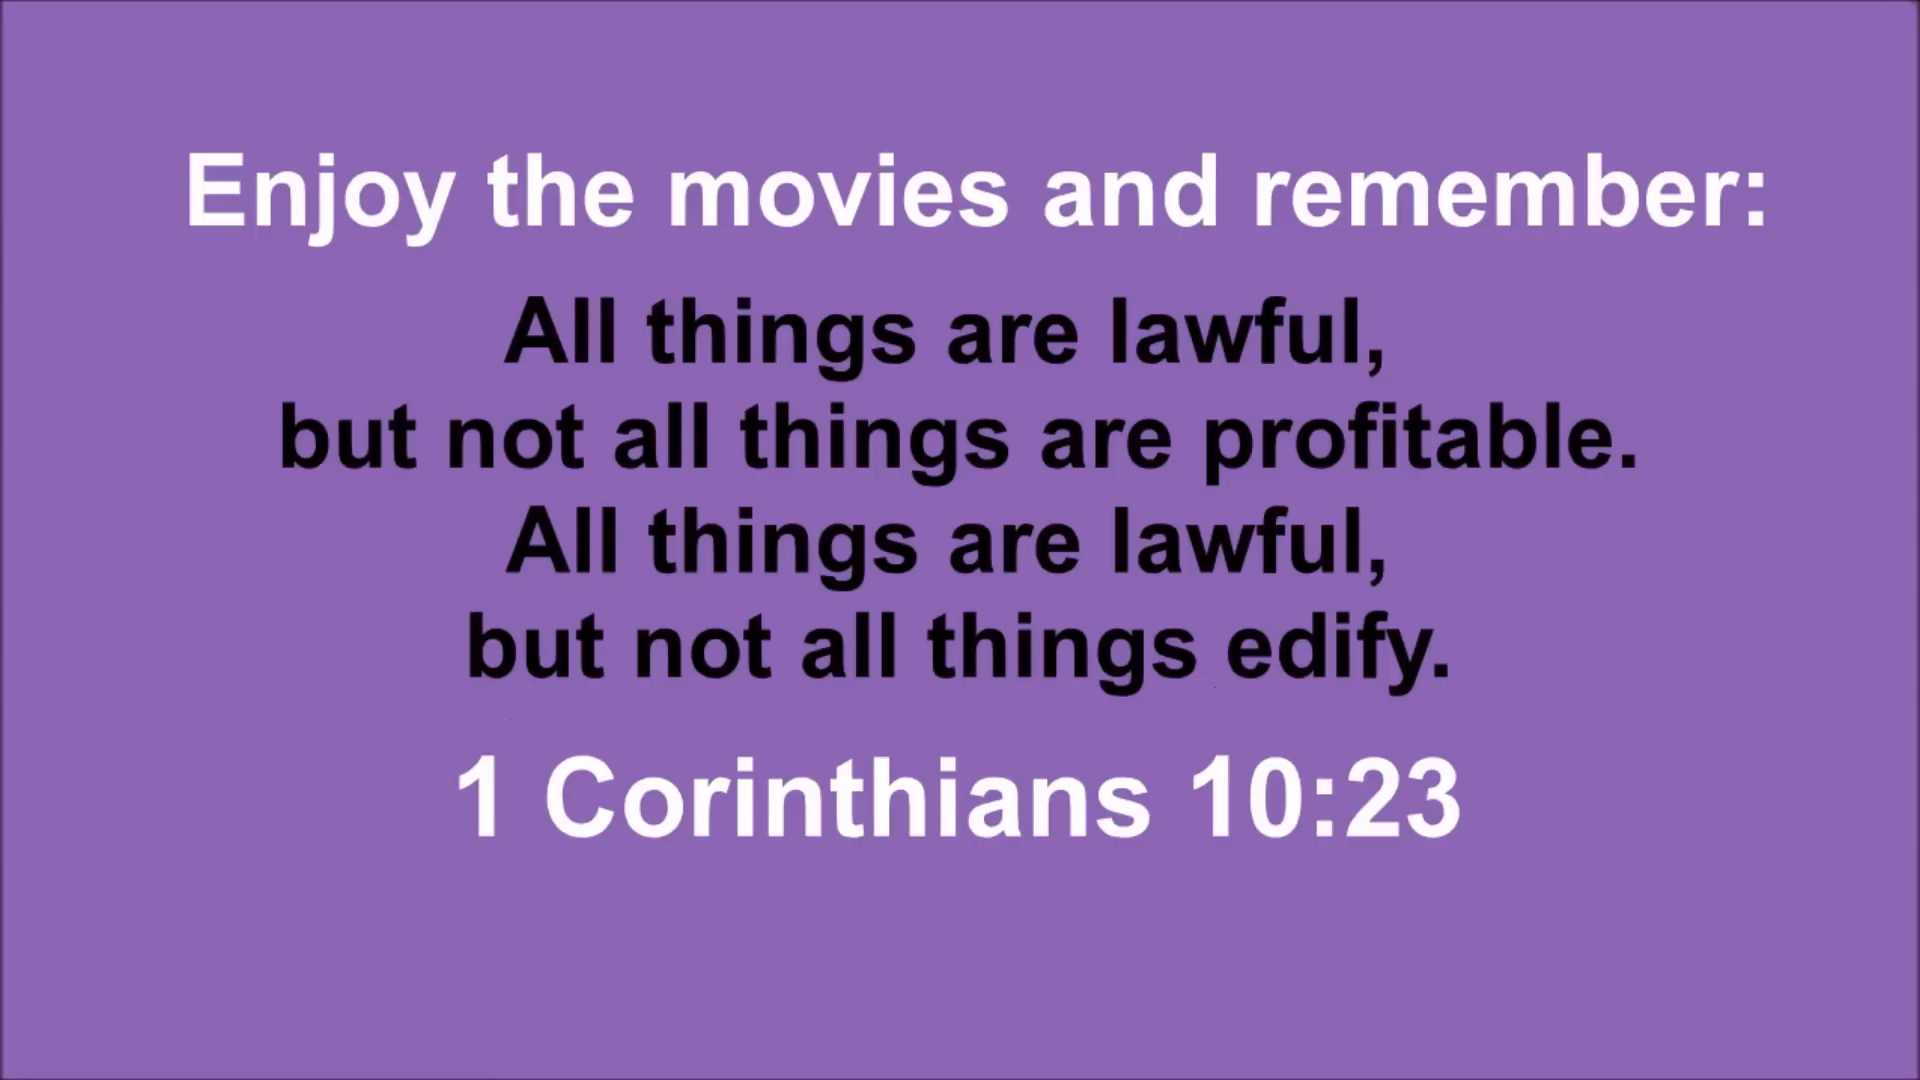 Enjoy the movies and remember:
All things are lawful,
but not all things are profitable.
All things are lawful,
but not all things edify.
1 Corinthians 10:23